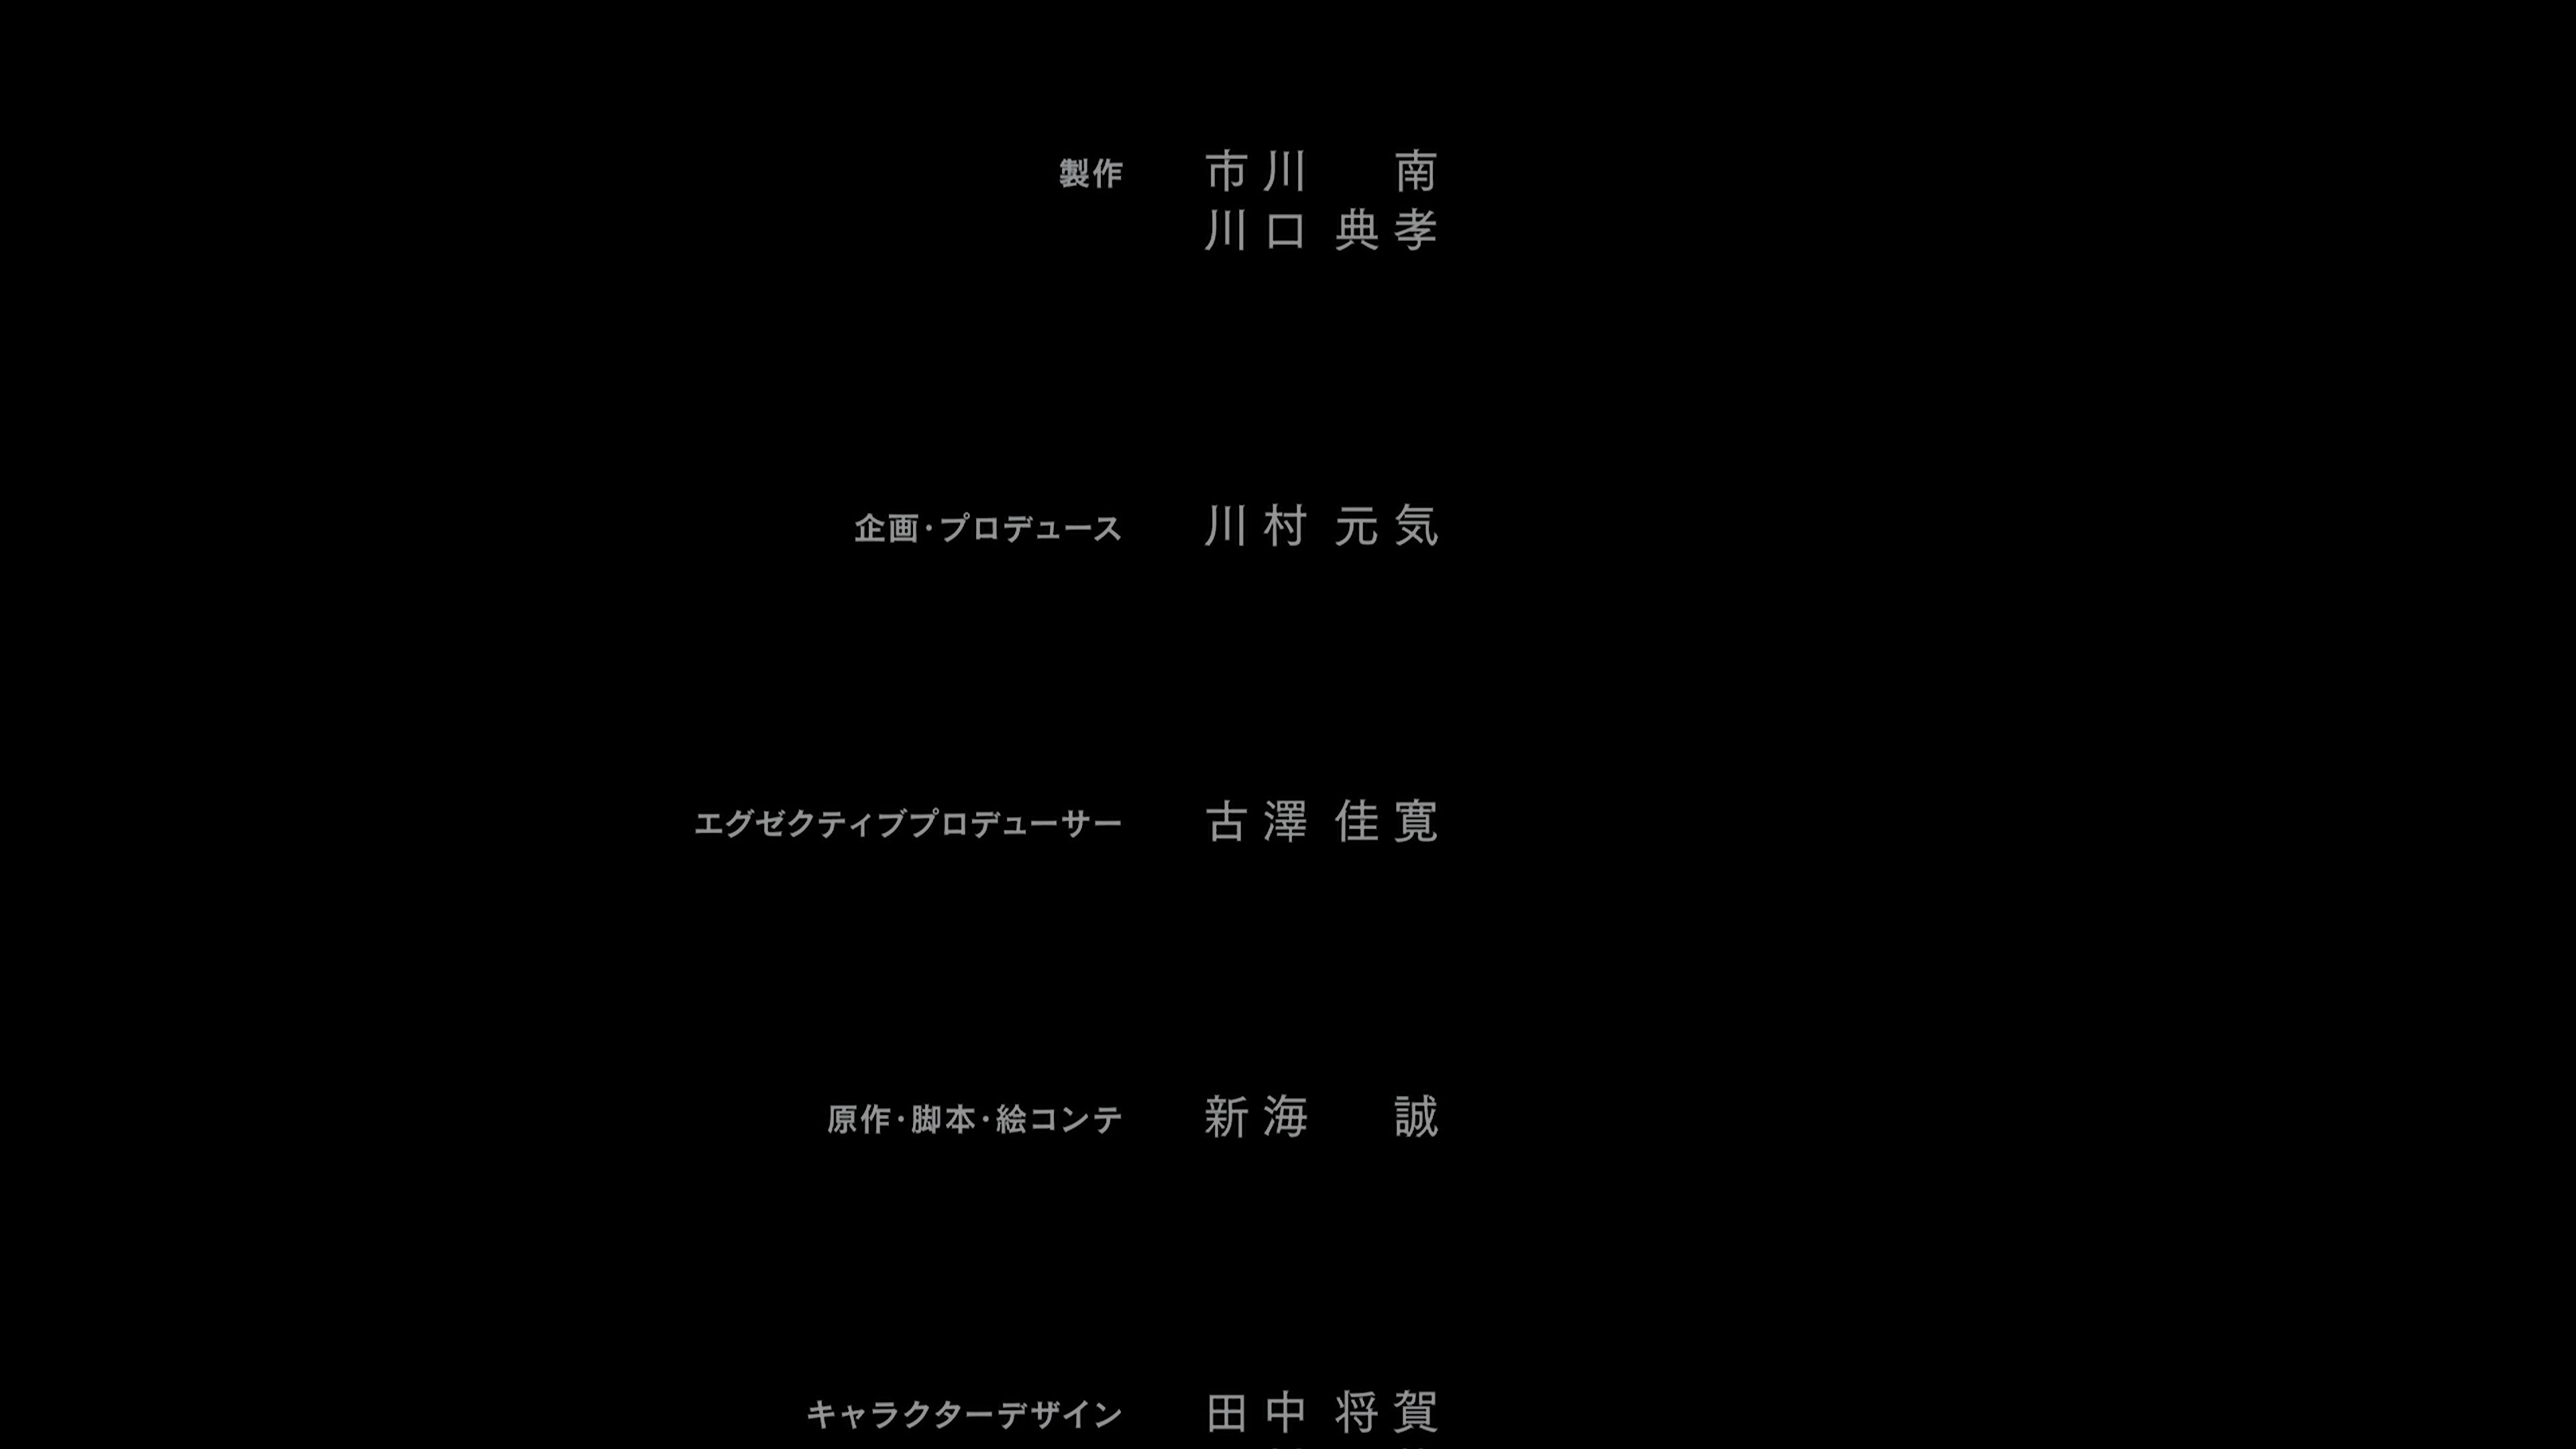 製作 市川 南
川口 典孝
企画・プロデュース 川村 元気
エグゼクティブプロデューサー 古澤 佳寛
原作・脚本・絵コンテ 新海 誠
キャラクターデザイン 田中 将賀